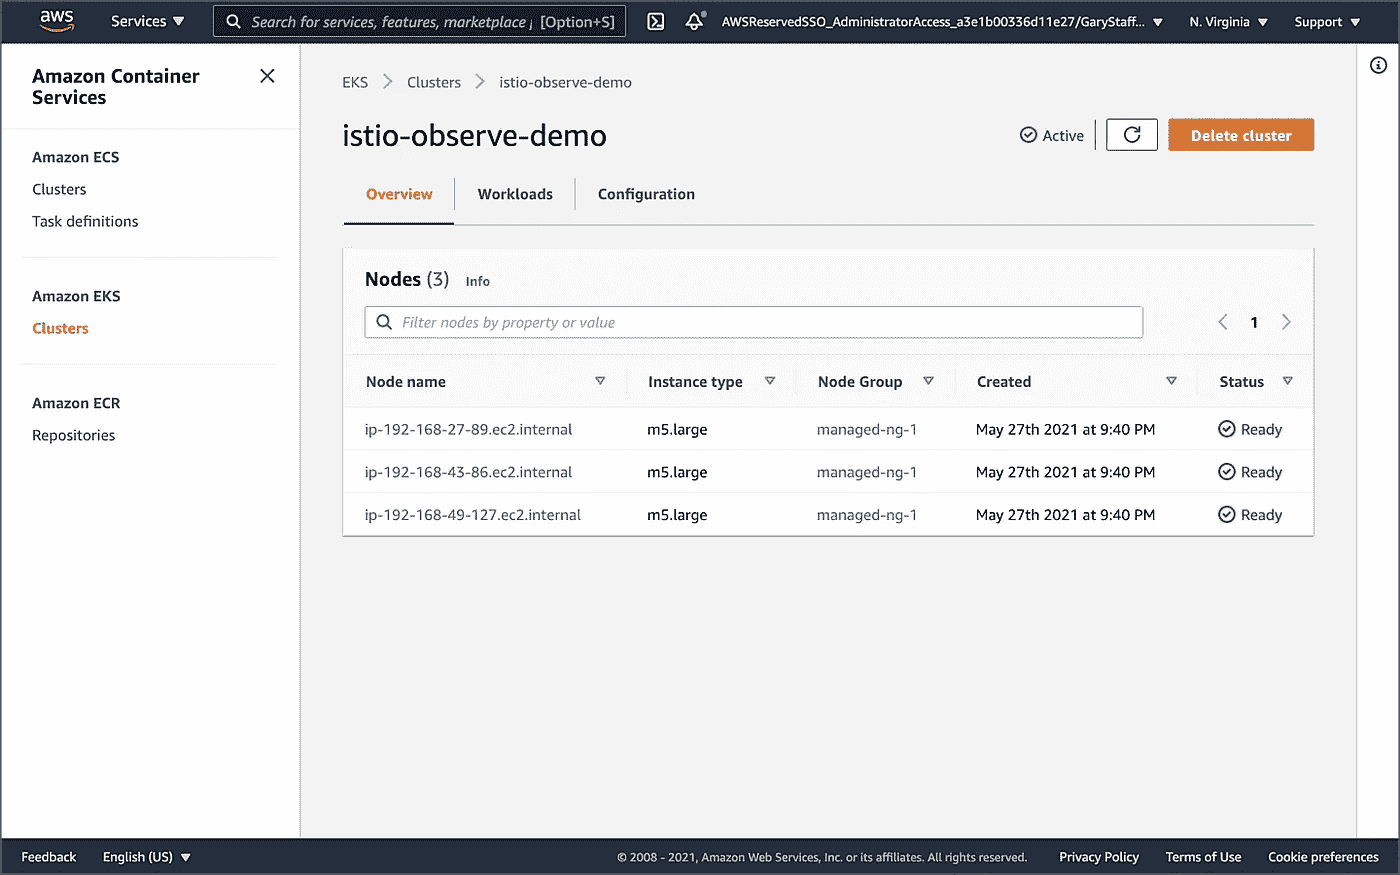 aws Services Search for services, features, marketplace p [Option+S] AWSReservedSSO_AdministratorAccess_a3e1b00336d11e27/GaryStaff... N. Virginia Support
Amazon Container
Services
Amazon ECS
Clusters
Task definitions
Amazon EKS
Clusters
Amazon ECR
Repositories
EKS Clusters istio-observe-demo
istio-observe-demo
Active Delete cluster
Overview Workloads Configuration
Nodes (3) Info
Filter nodes by property or value 1
Node name Instance type Node Group Created Status
ip-192-168-27-89.ec2.internal m5.large managed-ng-1 May 27th 2021 at 9:40 PM Ready
ip-192-168-43-86.ec2.internal m5.large managed-ng-1 May 27th 2021 at 9:40 PM Ready
ip-192-168-49-127.ec2.internal m5.large managed-ng-1 May 27th 2021 at 9:40 PM Ready
Feedback English (US) © 2008 - 2021, Amazon Web Services, Inc. or its affiliates. All rights reserved. Privacy Policy Terms of Use Cookie preferences